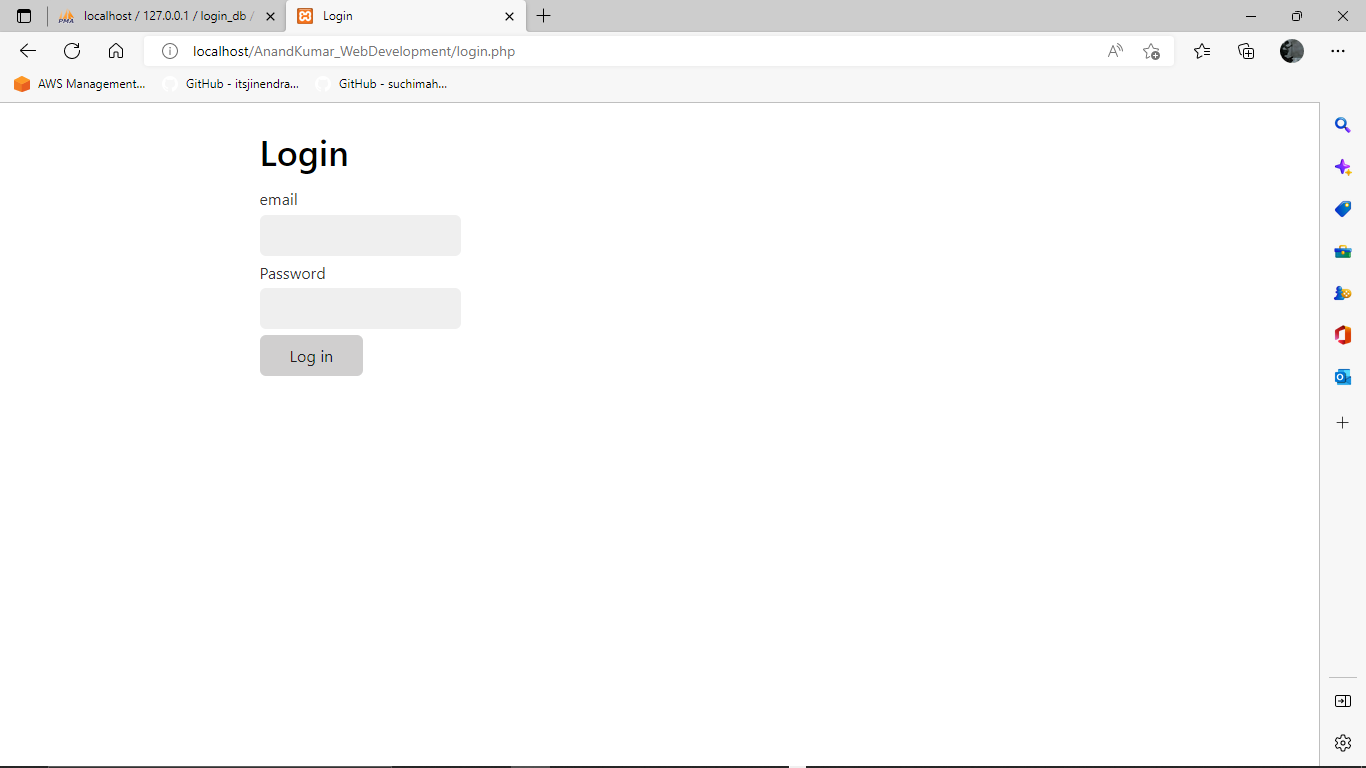 localhost / 127.0.0.1 / login_db /
Login
localhost/AnandKumar_WebDevelopment/login.php
AWS Management...
GitHub - itsjinendra...
GitHub - suchimah...
Login
email
Password
Log in